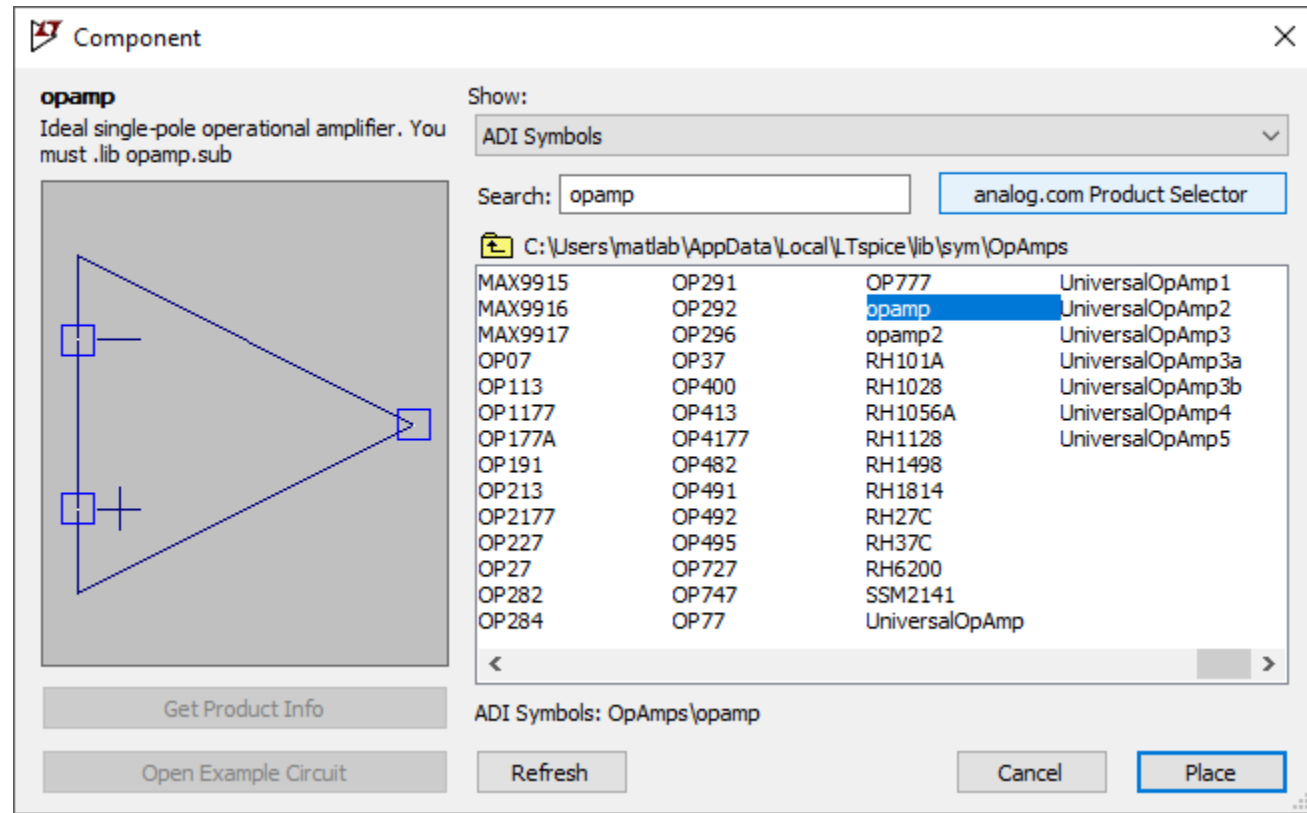 Component
opamp
Ideal single-pole operational amplifier. You
must .lib opamp.sub
Get Product Info
Open Example Circuit
Show:
ADI Symbols
Search: opamp analog.com Product Selector
C:\Users\matlab\AppData\Local\LTspice\lib\sym\OpAmps
MAX9915 OP291 OP777 UniversalOpAmp1
MAX9916 OP292 opamp UniversalOpAmp2
MAX9917 OP296 opamp2 UniversalOpAmp3
OP07 OP37 RH101A UniversalOpAmp3a
OP113 OP400 RH1028 UniversalOpAmp3b
OP1177 OP413 RH1056A UniversalOpAmp4
OP177A OP4177 RH1128 UniversalOpAmp5
OP191 OP482 RH1498
OP213 OP491 RH1814
OP2177 OP492 RH27C
OP227 OP495 RH37C
OP27 OP727 RH6200
OP282 OP747 SSM2141
OP284 OP77 UniversalOpAmp
ADI Symbols: OpAmps\opamp
Refresh Cancel Place